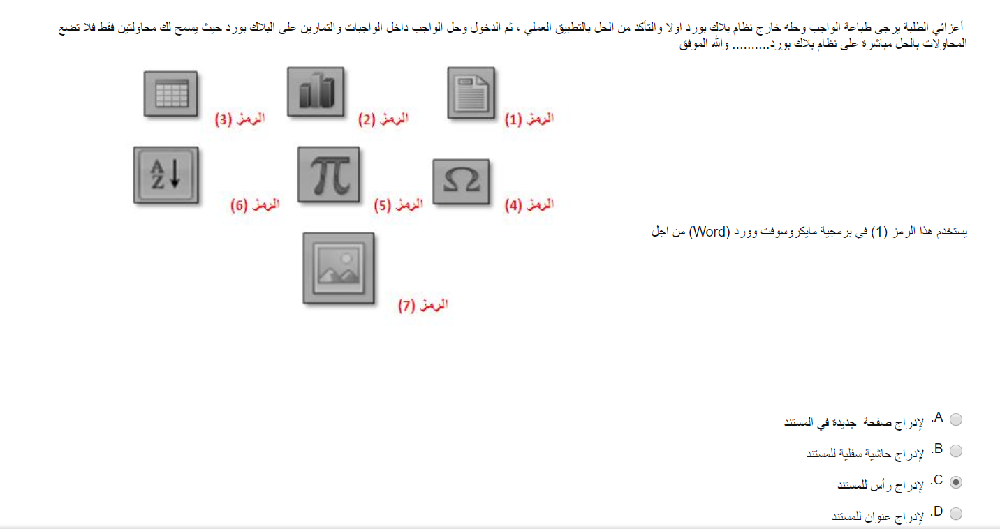 أعزائي الطلبة يرجى طباعة الواجب وحله خارج نظام بلاك بورد اولا والتأكد من الحل بالتطبيق العملي ، ثم الدخول وحل الواجب داخل الواجبات والتمارين على البلاك بورد حيث يسمح لك محاولتين فقط فلا تضع
المحاولات بالحل مباشرة على نظام بلاك بورد.......... والله الموفق
الرمز (1)
الرمز (2)
الرمز (3)
Ω الرمز (4)
π الرمز (5)
A
Z
الرمز (6)
يستخدم هذا الرمز (1) في برمجية مايكروسوفت وورد (Word) من اجل
الرمز (7)
A. لإدراج صفحة جديدة في المستند
B. لإدراج حاشية سفلية للمستند
C. لإدراج رأس للمستند
D. لإدراج عنوان للمستند